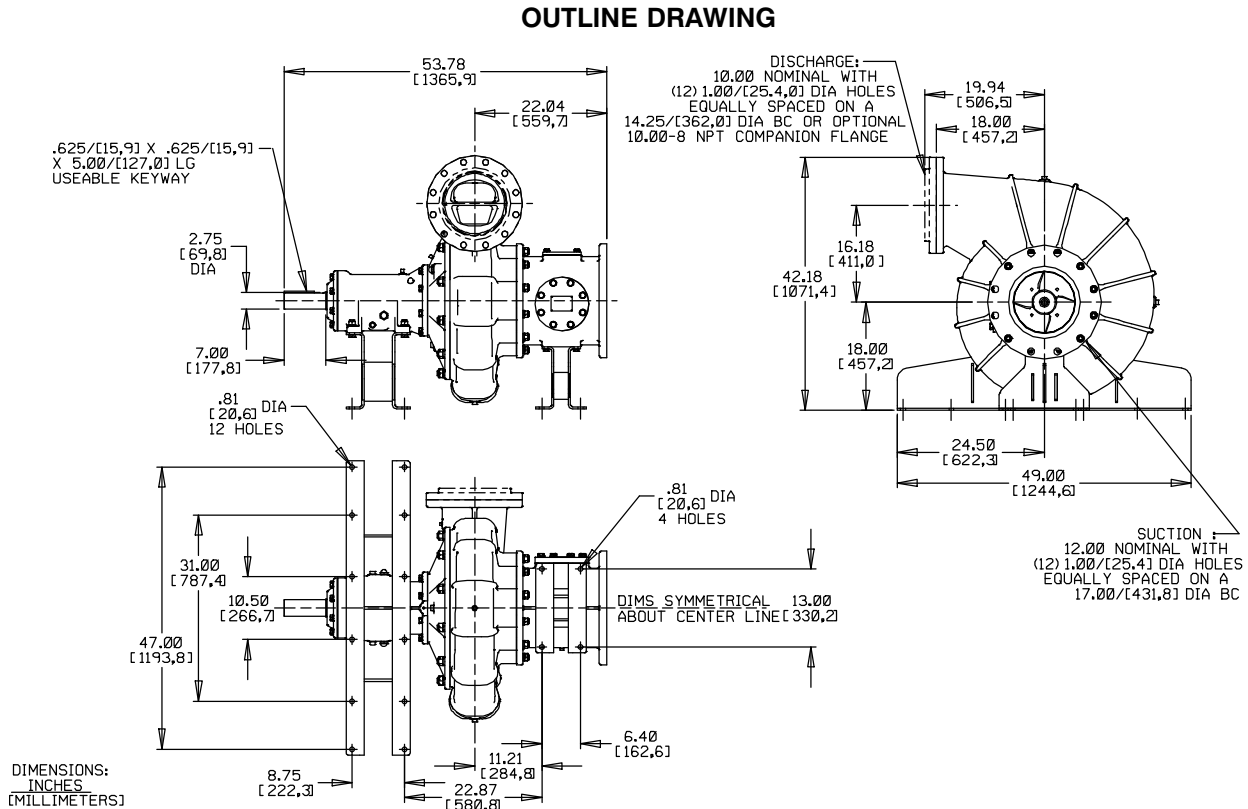 OUTLINE DRAWING
53.78
[1365,9]
22.04
[559,7]
.625/[15,9] X .625/[15,9]
X 5.00/[127,0] LG
USEABLE KEYWAY
2.75
[69,8]
DIA
7.00
[177,8]
DISCHARGE:
10.00 NOMINAL WITH
(12) 1.00/[25.4,0] DIA HOLES
EQUALLY SPACED ON A
14.25/[362,0] DIA BC OR OPTIONAL
10.00-8 NPT COMPANION FLANGE
19.94
[506,5]
18.00
[457,2]
16.18
[411,0]
42.18
[1071,4]
18.00
[457,2]
24.50
[622,3]
49.00
[1244,6]
SUCTION :
12.00 NOMINAL WITH
(12) 1.00/[25.4] DIA HOLES
EQUALLY SPACED ON A
17.00/[431,8] DIA BC
.81
[20,6] DIA
12 HOLES
31.00
[787,4]
10.50
[266,7]
47.00
[1193,8]
.81
[20,6] DIA
4 HOLES
DIMS SYMMETRICAL
ABOUT CENTER LINE
13.00
[330,2]
6.40
[162,6]
11.21
[284,8]
8.75
[222,3]
22.87
[580,8]
DIMENSIONS:
INCHES
[MILLIMETERS]